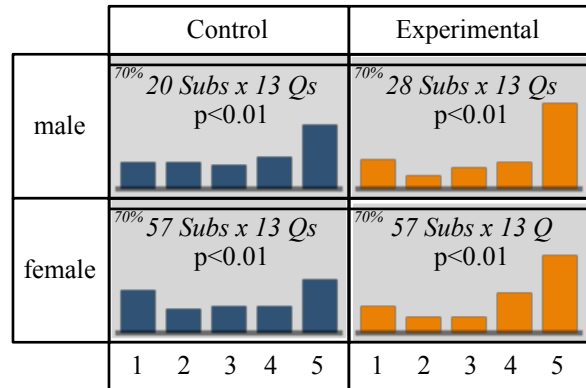 Control Experimental
male
70% 20 Subs x 13 Qs
p<0.01
70% 28 Subs x 13 Qs
p<0.01
female
70% 57 Subs x 13 Qs
p<0.01
70% 57 Subs x 13 Q
p<0.01
1 2 3 4 5 1 2 3 4 5